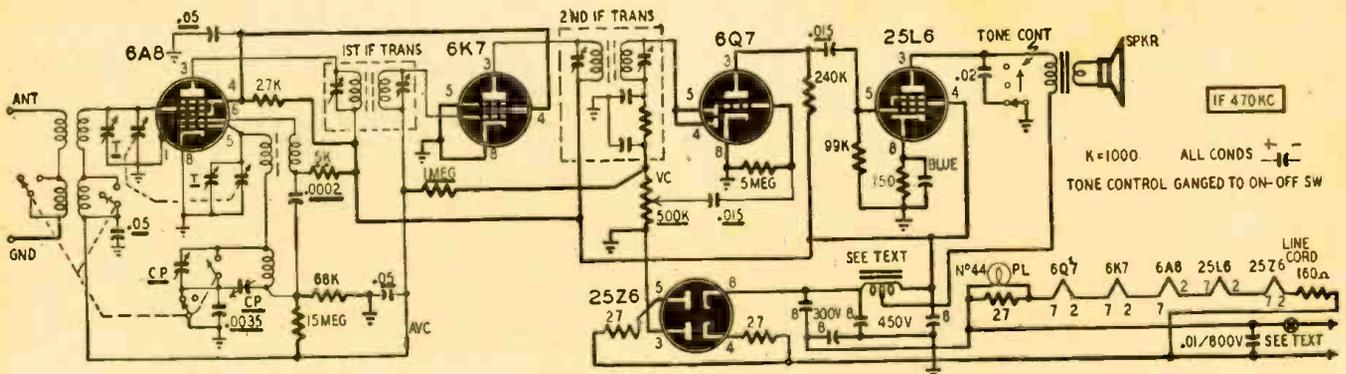 .05
6A8
3
4
6
5
8
27K
1ST IF TRANS
6K7
3
5
4
8
2ND IF TRANS
6Q7
3
5
4
8
.015
240K
25L6
3
5
4
8
TONE CONT
.02
SPKR
IF 470KC
K=1000 ALL CONDS + -
TONE CONTROL GANGED TO ON-OFF SW
ANT
GND
T
T
.05
5K
.0002
1MEG
VC
500K
.015
5MEG
99K
150
BLUE
CP
CP
.0035
68K
15MEG
.05
AVC
25Z6
5
3
8
4
27
27
SEE TEXT
8
300V
8
8
450V
8
Nº44 PL
27
6Q7
7 2
6K7
7 2
6A8
7 2
25L6
7 2
25Z6
7 2
LINE
CORD
160Ω
.01/600V
SEE TEXT